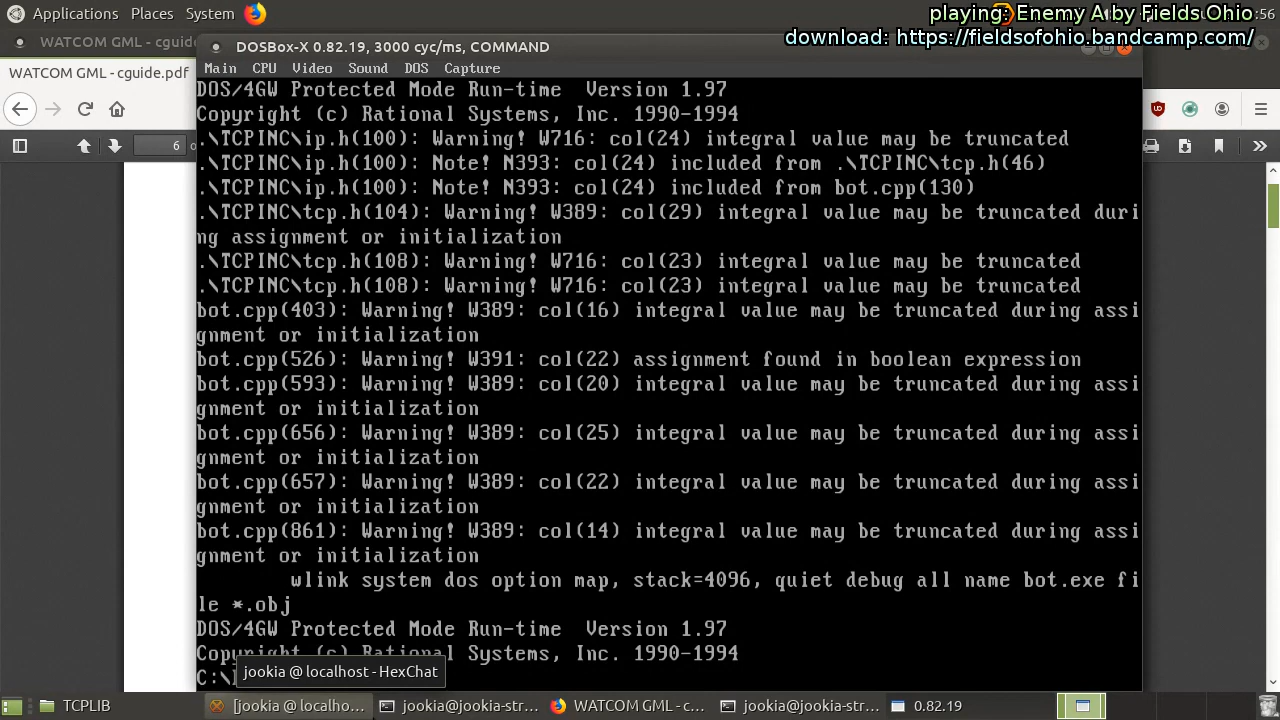 Applications Places System
:56
playing: Enemy A by Fields Ohio
download: https://fieldsofohio.bandcamp.com/
WATCOM GML - cguide
DOSBox-X 0.82.19, 3000 cyc/ms, COMMAND
WATCOM GML - cguide.pdf
Main CPU Video Sound DOS Capture
6
DOS/4GW Protected Mode Run-time Version 1.97
Copyright (c) Rational Systems, Inc. 1990-1994
.\TCPINC\ip.h(100): Warning! W716: col(24) integral value may be truncated
.\TCPINC\ip.h(100): Note! N393: col(24) included from .\TCPINC\tcp.h(46)
.\TCPINC\ip.h(100): Note! N393: col(24) included from bot.cpp(130)
.\TCPINC\tcp.h(104): Warning! W389: col(29) integral value may be truncated duri
ng assignment or initialization
.\TCPINC\tcp.h(108): Warning! W716: col(23) integral value may be truncated
.\TCPINC\tcp.h(108): Warning! W716: col(23) integral value may be truncated
bot.cpp(403): Warning! W389: col(16) integral value may be truncated during assi
gnment or initialization
bot.cpp(526): Warning! W391: col(22) assignment found in boolean expression
bot.cpp(593): Warning! W389: col(20) integral value may be truncated during assi
gnment or initialization
bot.cpp(656): Warning! W389: col(25) integral value may be truncated during assi
gnment or initialization
bot.cpp(657): Warning! W389: col(22) integral value may be truncated during assi
gnment or initialization
bot.cpp(861): Warning! W389: col(14) integral value may be truncated during assi
gnment or initialization
wlink system dos option map, stack=4096, quiet debug all name bot.exe fi
le *.obj
DOS/4GW Protected Mode Run-time Version 1.97
Copyright (c) Rational Systems, Inc. 1990-1994
jookia @ localhost - HexChat
C:\
TCPLIB
[jookia @ localho...
jookia@jookia-str...
WATCOM GML - c...
jookia@jookia-str...
0.82.19